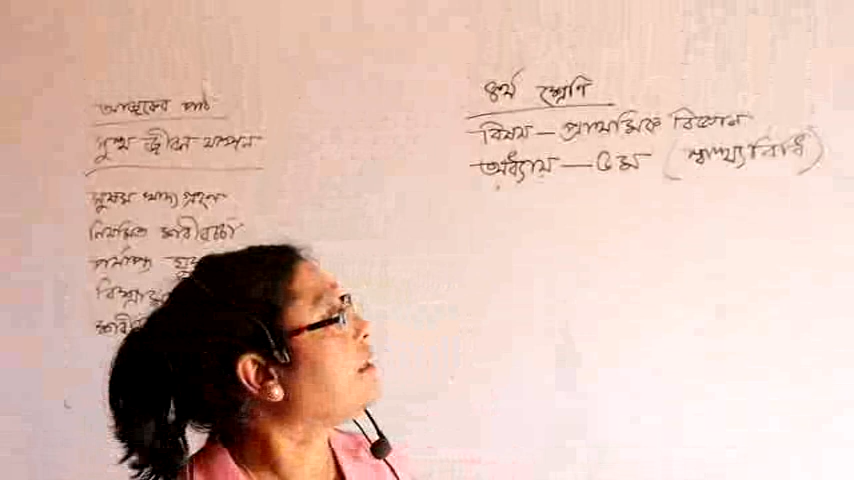 আজকের পাঠ
সুস্থ জীবন যাপন
সুষম খাদ্য গ্রহণ
নিয়মিত শরীরচর্চা
পর্যাপ্ত
৪র্থ শ্রেণি
বিষয় – প্রাথমিক বিজ্ঞান
অধ্যায় – ৫ম (স্বাস্থ্যবিধি)